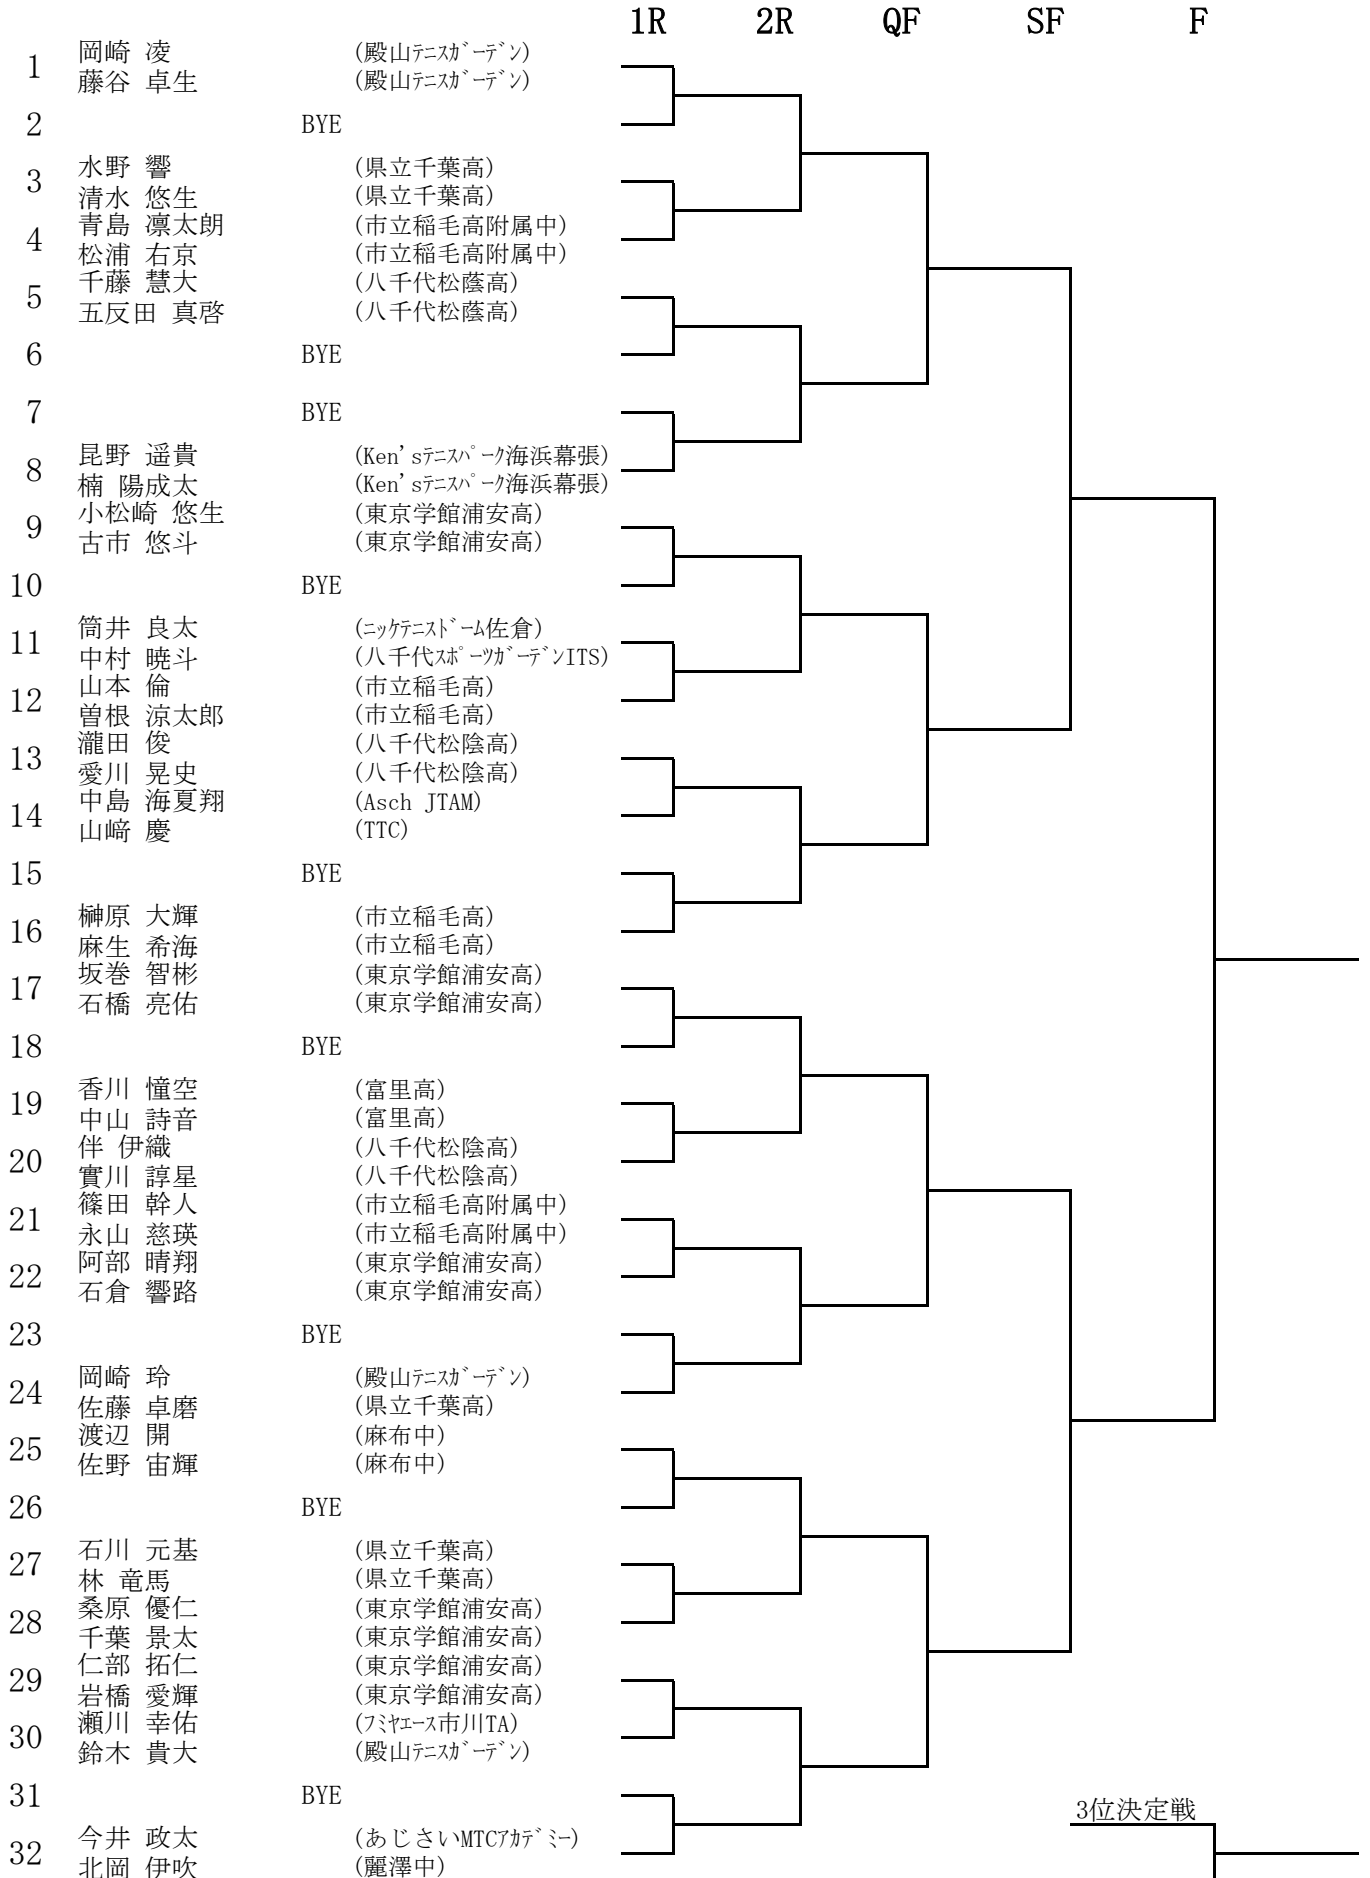 1R 2R QF SF F
岡崎 凌 (殿山ﾃﾆｽｶﾞｰﾃﾞﾝ)
1
藤谷 卓生 (殿山ﾃﾆｽｶﾞｰﾃﾞﾝ)
2 BYE
水野 響 (県立千葉高)
3
清水 悠生 (県立千葉高)
青島 凛太朗 (市立稲毛高附属中)
4
松浦 右京 (市立稲毛高附属中)
千藤 慧大 (八千代松蔭高)
5
五反田 真啓 (八千代松蔭高)
6 BYE
7 BYE
昆野 遥貴 (Ken'sﾃﾆｽﾊﾟｰｸ海浜幕張)
8
楠 陽成太 (Ken'sﾃﾆｽﾊﾟｰｸ海浜幕張)
小松崎 悠生 (東京学館浦安高)
9
古市 悠斗 (東京学館浦安高)
10 BYE
筒井 良太 (ﾆｯｹﾃﾆｽﾄﾞｰﾑ佐倉)
11
中村 暁斗 (八千代ｽﾎﾟｰﾂｶﾞｰﾃﾞﾝITS)
山本 倫 (市立稲毛高)
12
曽根 涼太郎 (市立稲毛高)
瀧田 俊 (八千代松陰高)
13
愛川 晃史 (八千代松陰高)
中島 海夏翔 (Asch JTAM)
14
山﨑 慶 (TTC)
15 BYE
榊原 大輝 (市立稲毛高)
16
麻生 希海 (市立稲毛高)
坂巻 智彬 (東京学館浦安高)
17
石橋 亮佑 (東京学館浦安高)
18 BYE
香川 憧空 (富里高)
19
中山 詩音 (富里高)
伴 伊織 (八千代松陰高)
20
實川 諄星 (八千代松陰高)
篠田 幹人 (市立稲毛高附属中)
21
永山 慈瑛 (市立稲毛高附属中)
阿部 晴翔 (東京学館浦安高)
22
石倉 響路 (東京学館浦安高)
23 BYE
岡崎 玲 (殿山ﾃﾆｽｶﾞｰﾃﾞﾝ)
24
佐藤 卓磨 (県立千葉高)
渡辺 開 (麻布中)
25
佐野 宙輝 (麻布中)
26 BYE
石川 元基 (県立千葉高)
27
林 竜馬 (県立千葉高)
桑原 優仁 (東京学館浦安高)
28
千葉 景太 (東京学館浦安高)
仁部 拓仁 (東京学館浦安高)
29
岩橋 愛輝 (東京学館浦安高)
瀬川 幸佑 (ﾌﾐﾔｴｰｽ市川TA)
30
鈴木 貴大 (殿山ﾃﾆｽｶﾞｰﾃﾞﾝ)
31 BYE
3位決定戦
今井 政太 (あじさいMTCｱｶﾃﾞﾐｰ)
32
北岡 伊吹 (麗澤中)